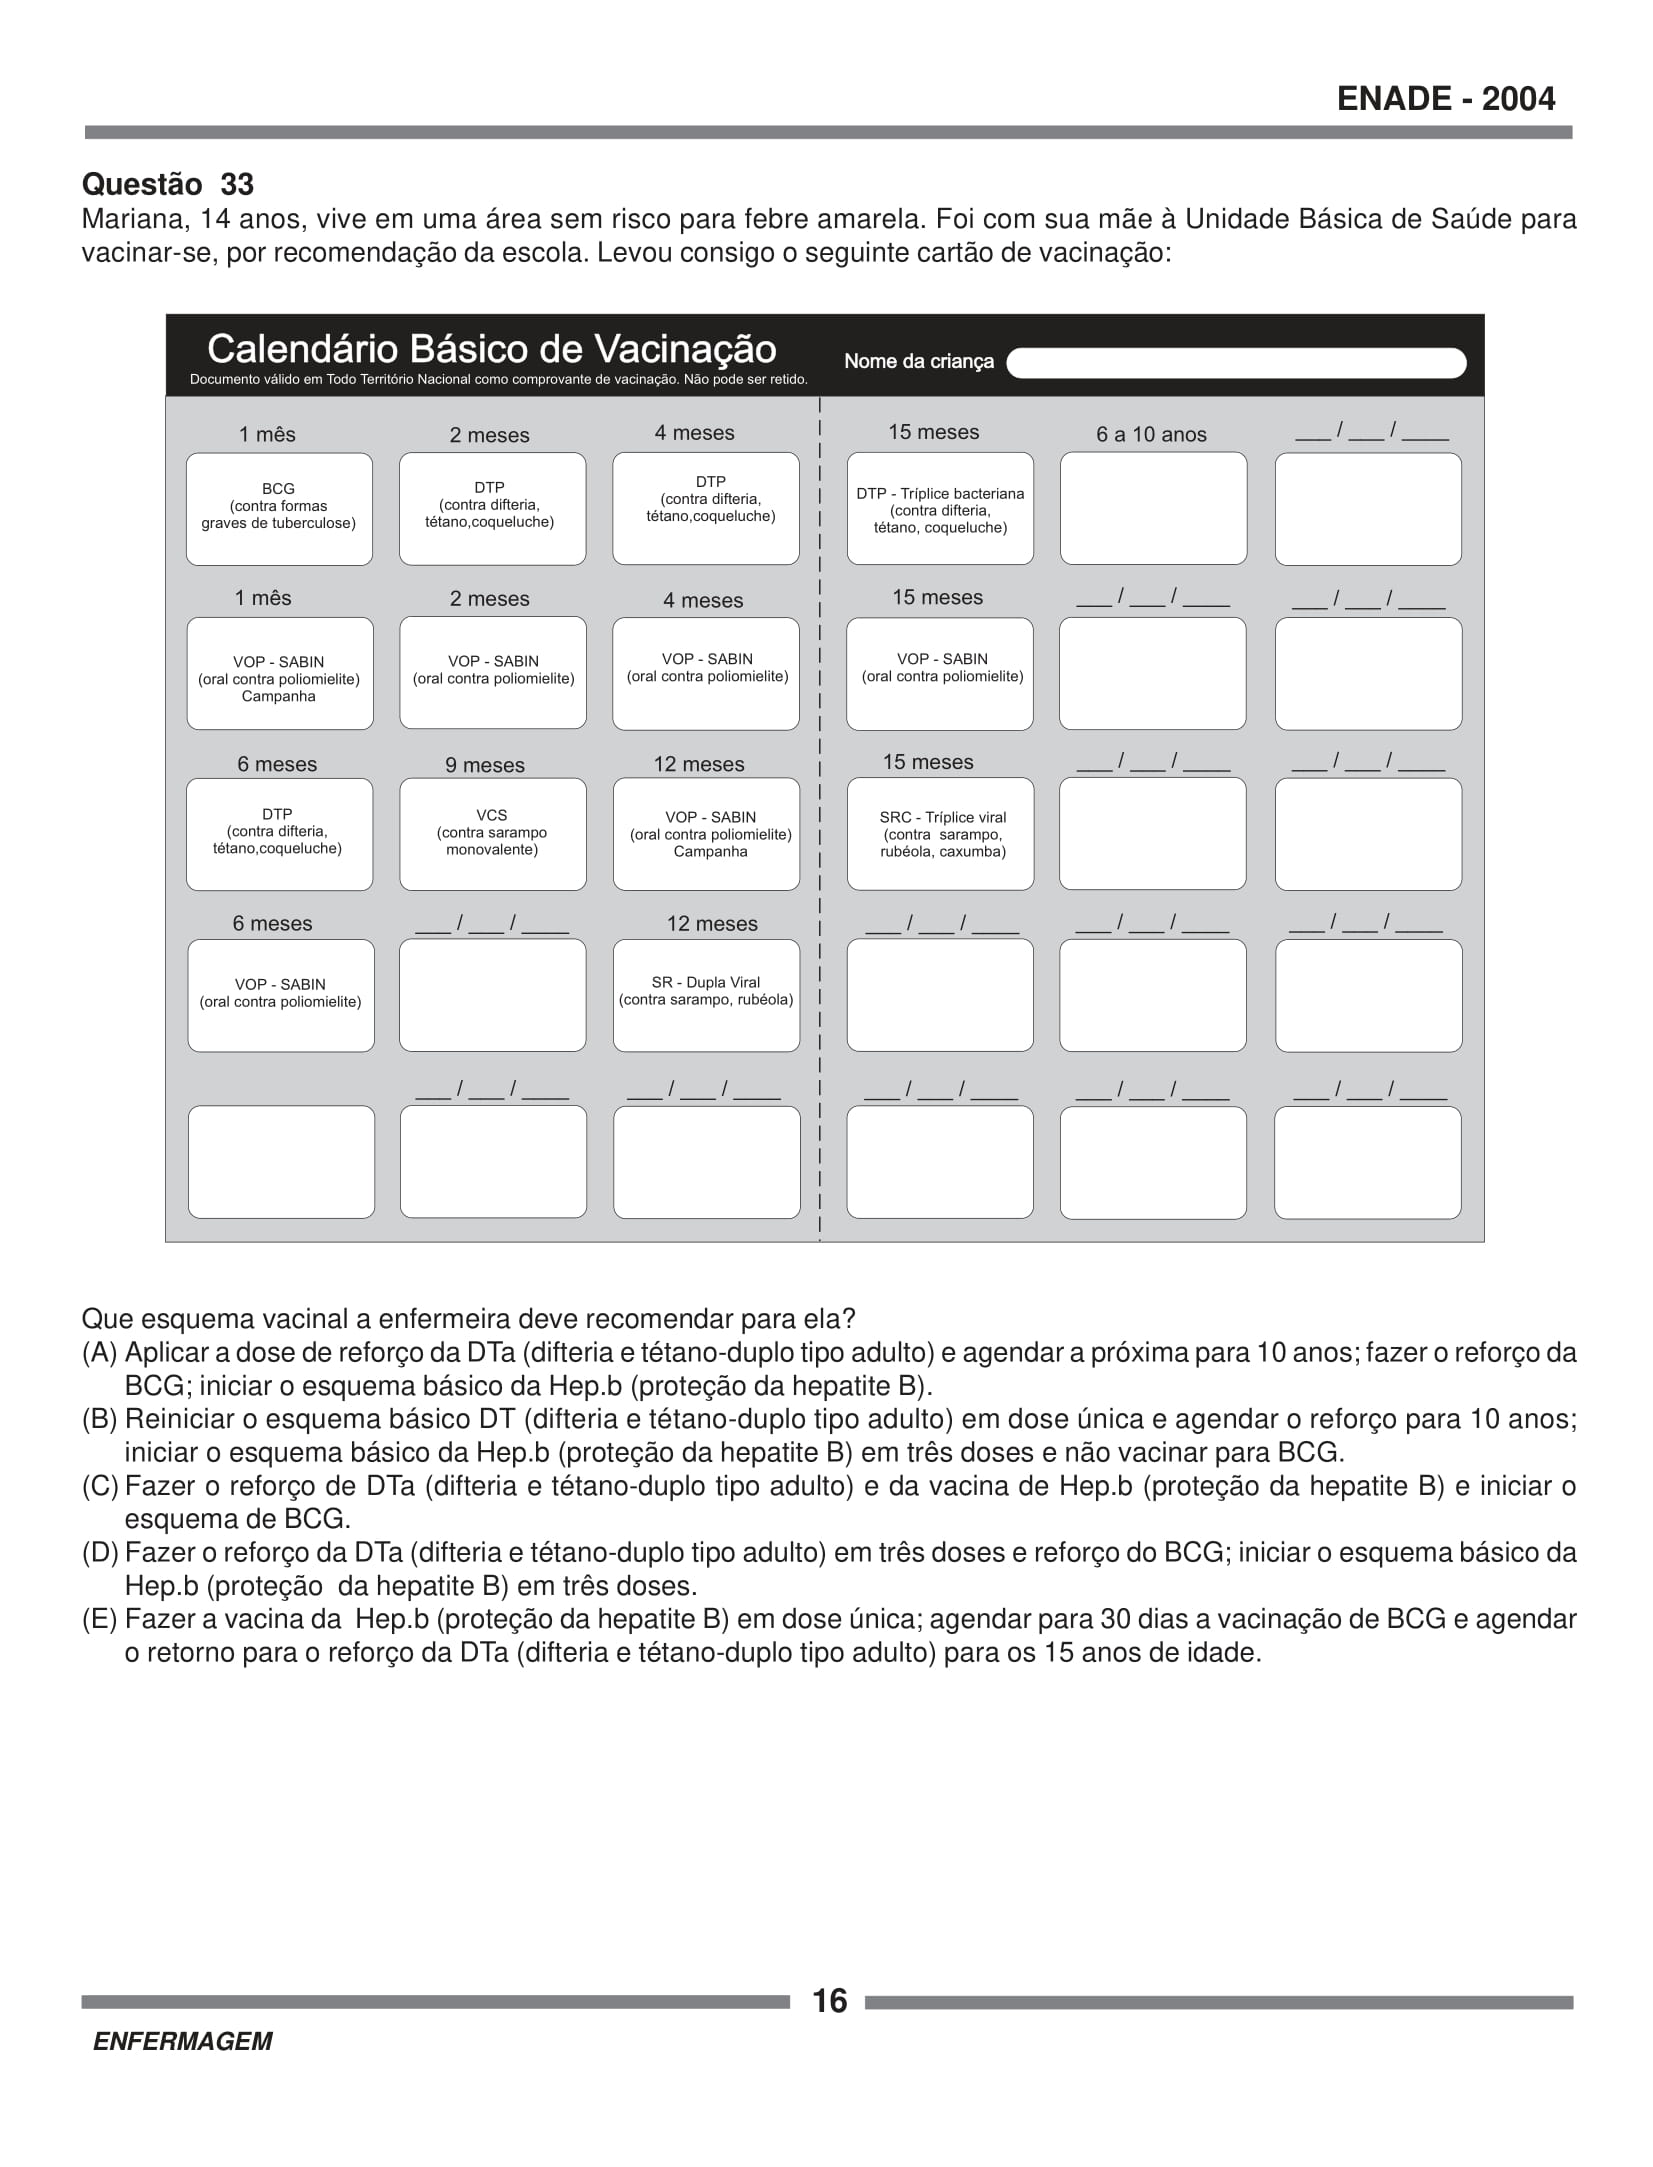 ENADE - 2004
Questão 33
Mariana, 14 anos, vive em uma área sem risco para febre amarela. Foi com sua mãe à Unidade Básica de Saúde para
vacinar-se, por recomendação da escola. Levou consigo o seguinte cartão de vacinação:
Calendário Básico de Vacinação
Documento válido em Todo Território Nacional como comprovante de vacinação. Não pode ser retido.
Nome da criança
1 mês
2 meses
4 meses
15 meses
6 a 10 anos
___ / ___ / ____
BCG
(contra formas
graves de tuberculose)
DTP
(contra difteria,
tétano,coqueluche)
DTP
(contra difteria,
tétano,coqueluche)
DTP - Tríplice bacteriana
(contra difteria,
tétano, coqueluche)
1 mês
2 meses
4 meses
15 meses
___ / ___ / ____
___ / ___ / ____
VOP - SABIN
(oral contra poliomielite)
Campanha
VOP - SABIN
(oral contra poliomielite)
VOP - SABIN
(oral contra poliomielite)
VOP - SABIN
(oral contra poliomielite)
6 meses
9 meses
12 meses
15 meses
___ / ___ / ____
___ / ___ / ____
DTP
(contra difteria,
tétano,coqueluche)
VCS
(contra sarampo
monovalente)
VOP - SABIN
(oral contra poliomielite)
Campanha
SRC - Tríplice viral
(contra sarampo,
rubéola, caxumba)
6 meses
___ / ___ / ____
12 meses
___ / ___ / ____
___ / ___ / ____
___ / ___ / ____
VOP - SABIN
(oral contra poliomielite)
SR - Dupla Viral
(contra sarampo, rubéola)
___ / ___ / ____
___ / ___ / ____
___ / ___ / ____
___ / ___ / ____
___ / ___ / ____
Que esquema vacinal a enfermeira deve recomendar para ela?
(A) Aplicar a dose de reforço da DTa (difteria e tétano-duplo tipo adulto) e agendar a próxima para 10 anos; fazer o reforço da
BCG; iniciar o esquema básico da Hep.b (proteção da hepatite B).
(B) Reiniciar o esquema básico DT (difteria e tétano-duplo tipo adulto) em dose única e agendar o reforço para 10 anos;
iniciar o esquema básico da Hep.b (proteção da hepatite B) em três doses e não vacinar para BCG.
(C) Fazer o reforço de DTa (difteria e tétano-duplo tipo adulto) e da vacina de Hep.b (proteção da hepatite B) e iniciar o
esquema de BCG.
(D) Fazer o reforço da DTa (difteria e tétano-duplo tipo adulto) em três doses e reforço do BCG; iniciar o esquema básico da
Hep.b (proteção da hepatite B) em três doses.
(E) Fazer a vacina da Hep.b (proteção da hepatite B) em dose única; agendar para 30 dias a vacinação de BCG e agendar
o retorno para o reforço da DTa (difteria e tétano-duplo tipo adulto) para os 15 anos de idade.
16
ENFERMAGEM